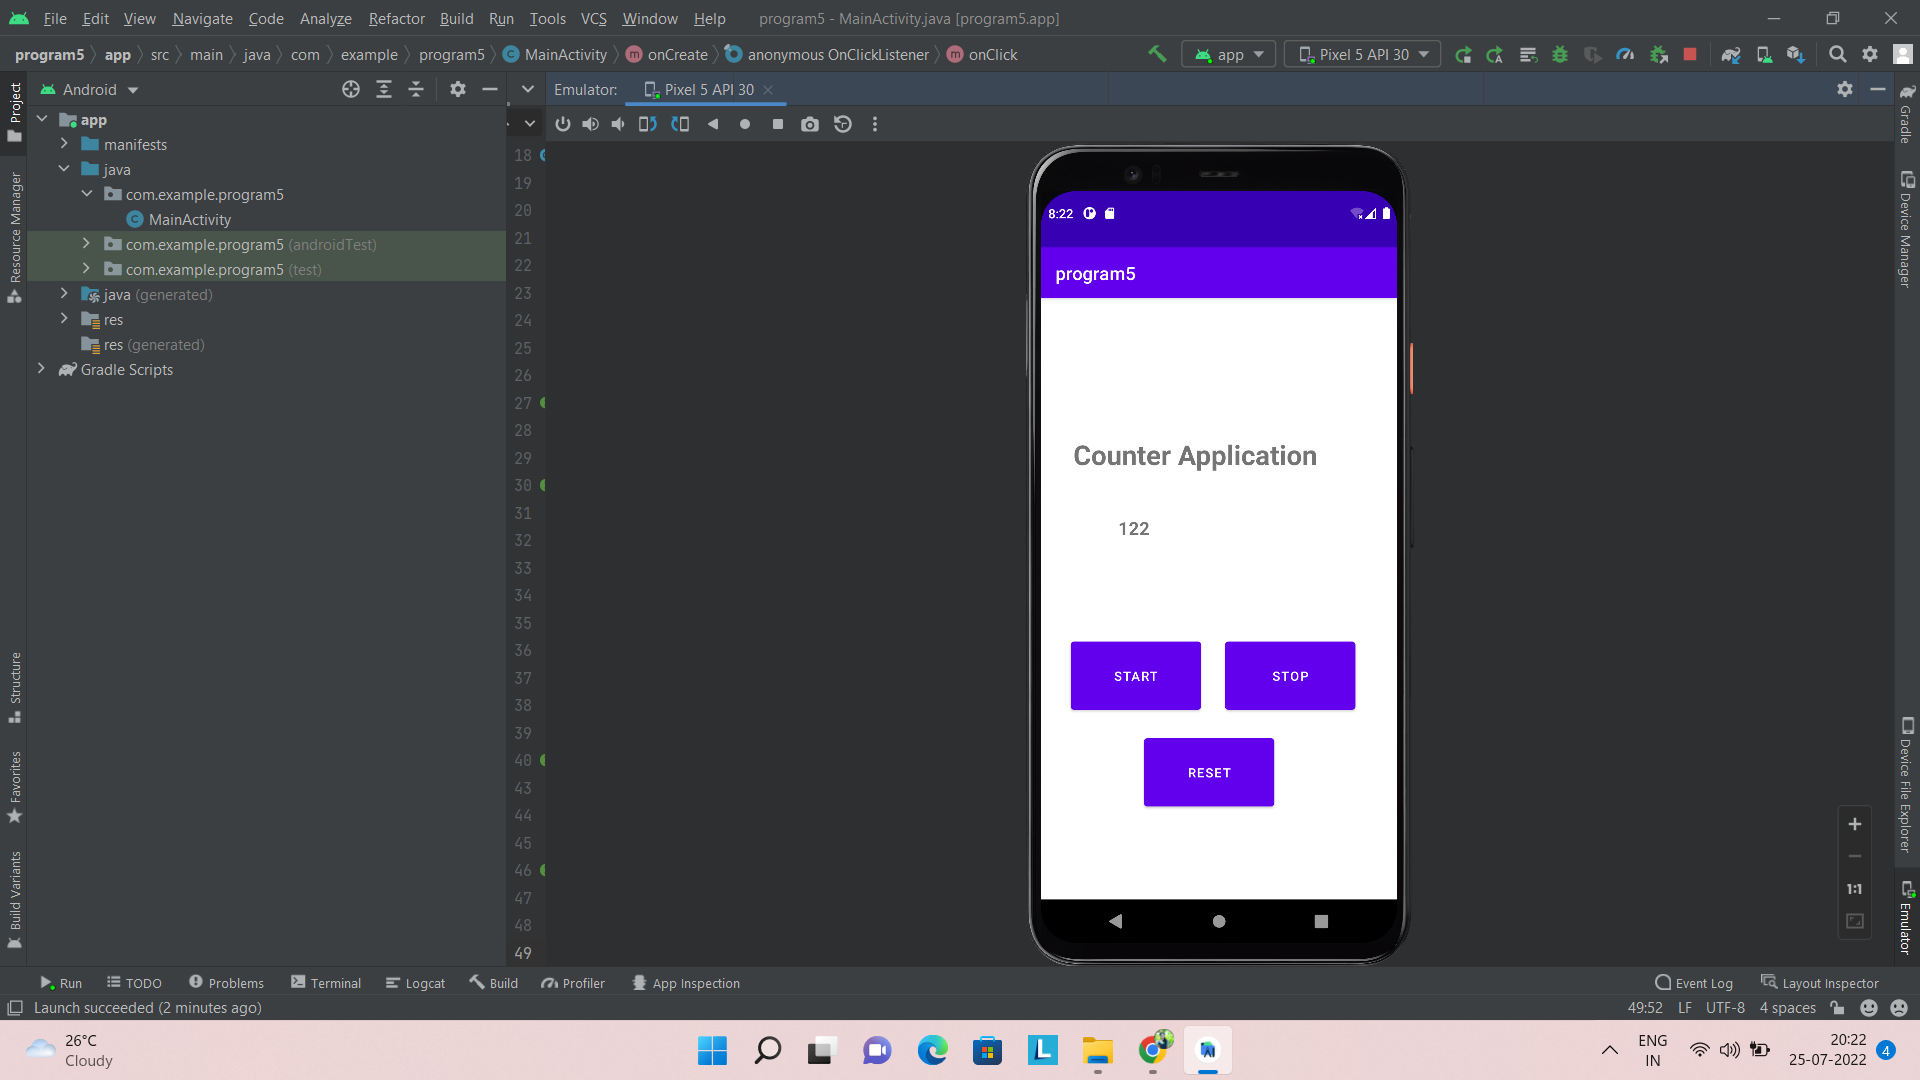 File Edit View Navigate Code Analyze Refactor Build Run Tools VCS Window Help program5 - MainActivity.java [program5.app]
program5 app src main java com example program5 MainActivity onCreate anonymous OnClickListener onClick app Pixel 5 API 30
Android
Emulator: Pixel 5 API 30
Project
Resource Manager
Structure
Favorites
Build Variants
app
manifests
java
com.example.program5
MainActivity
com.example.program5 (androidTest)
com.example.program5 (test)
java (generated)
res
res (generated)
Gradle Scripts
18
19
20
21
22
23
24
25
26
27
28
29
30
31
32
33
34
35
36
37
38
39
40
43
44
45
46
47
48
49
8:22
program5
Counter Application
122
START STOP
RESET
Gradle
Device Manager
Device File Explorer
Emulator
1:1
Run TODO Problems Terminal Logcat Build Profiler App Inspection Event Log Layout Inspector
Launch succeeded (2 minutes ago) 49:52 LF UTF-8 4 spaces
26°C
Cloudy
ENG
IN
20:22
25-07-2022
4